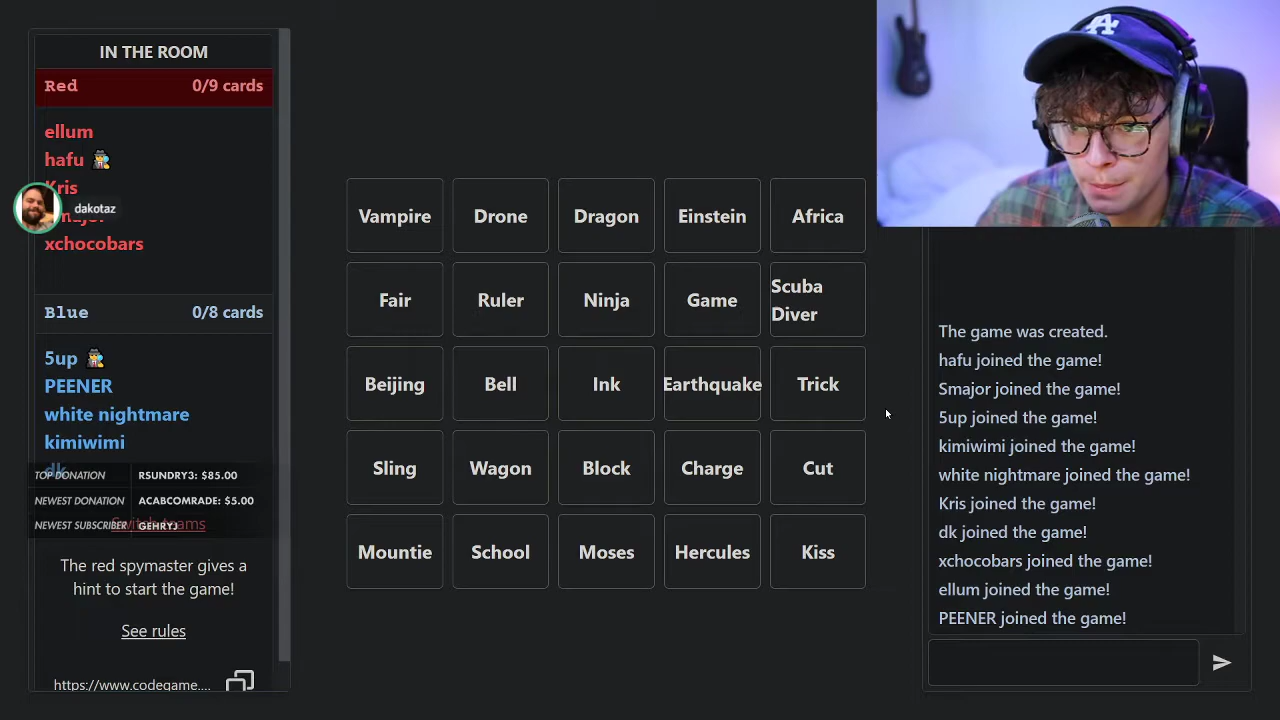 IN THE ROOM
Red 0/9 cards
ellum
hafu
Kris
dakotaz
xchocobars
Blue 0/8 cards
5up
PEENER
white nightmare
kimiwimi
dk
TOP DONATION RSUNDRY3: $85.00
NEWEST DONATION ACABCOMRADE: $5.00
NEWEST SUBSCRIBER GEHRYJ
Switch teams
The red spymaster gives a
hint to start the game!
See rules
https://www.codegame....
Vampire Drone Dragon Einstein Africa
Fair Ruler Ninja Game Scuba Diver
Beijing Bell Ink Earthquake Trick
Sling Wagon Block Charge Cut
Mountie School Moses Hercules Kiss
The game was created.
hafu joined the game!
Smajor joined the game!
5up joined the game!
kimiwimi joined the game!
white nightmare joined the game!
Kris joined the game!
dk joined the game!
xchocobars joined the game!
ellum joined the game!
PEENER joined the game!